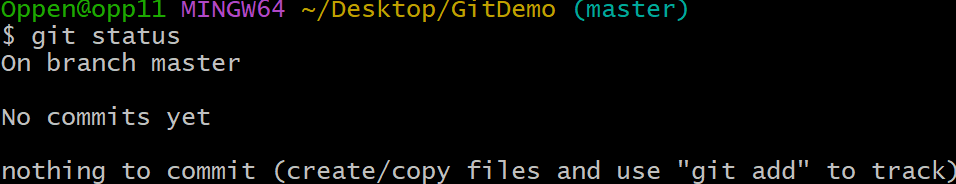 Oppen@opp11 MINGW64 ~/Desktop/GitDemo (master)
$ git status
On branch master
No commits yet
nothing to commit (create/copy files and use "git add" to track)